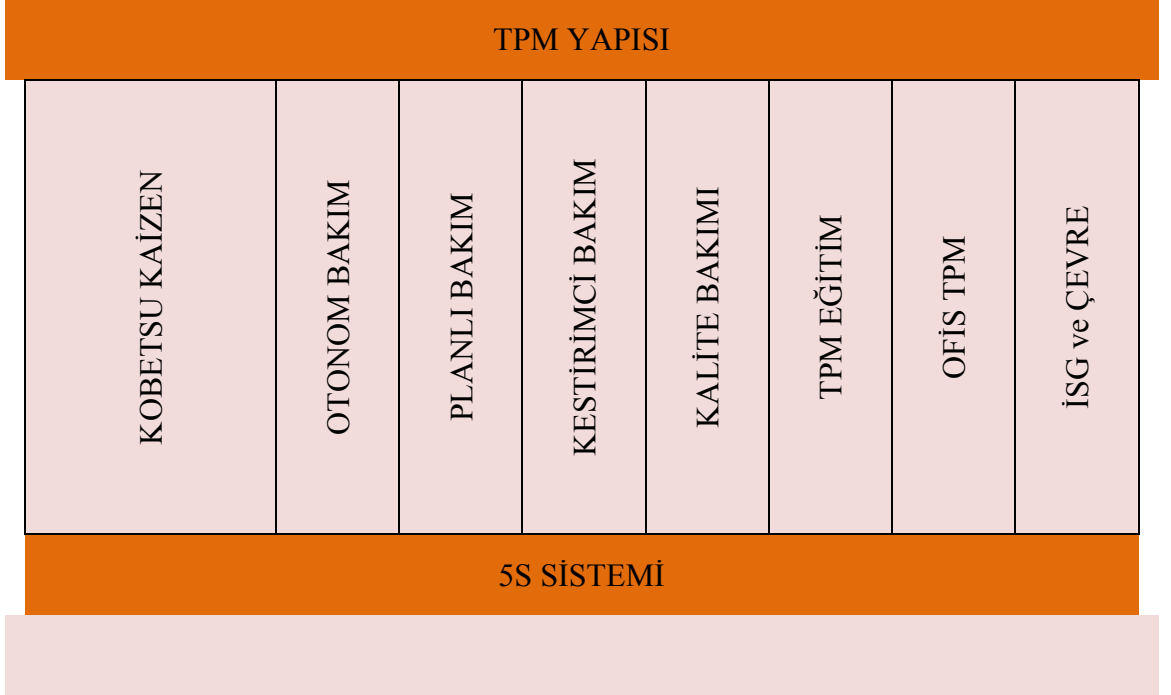 TPM YAPISI
KOBETSU KAİZEN
OTONOM BAKIM
PLANLI BAKIM
KESTİRİMCİ BAKIM
KALİTE BAKIMI
TPM EĞİTİM
OFİS TPM
İSG ve ÇEVRE
5S SİSTEMİ